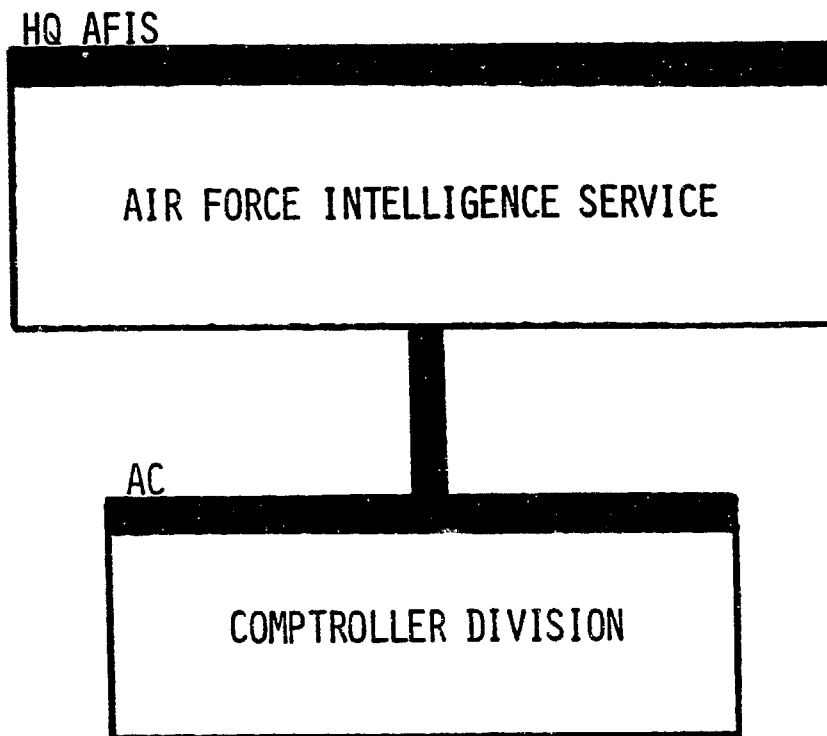 HQ AFIS
AIR FORCE INTELLIGENCE SERVICE
AC
COMPTROLLER DIVISION